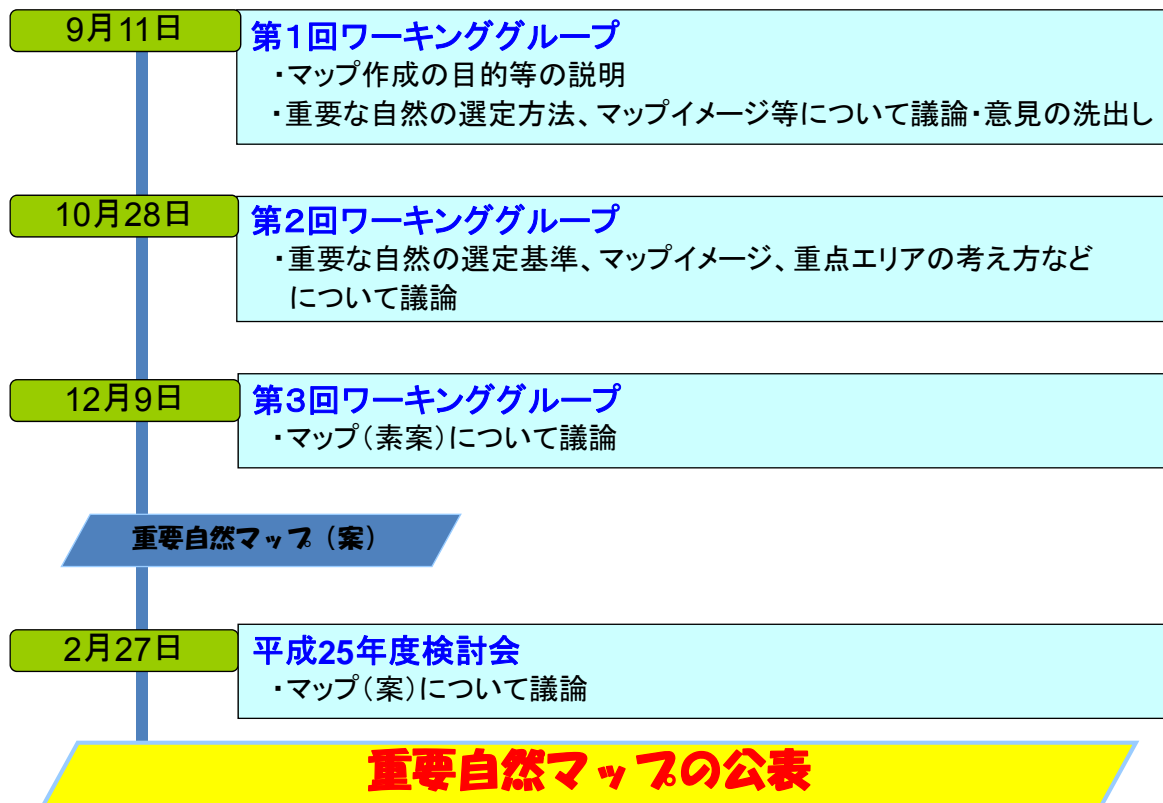 9月11日
第1回ワーキンググループ
・マップ作成の目的等の説明
・重要な自然の選定方法、マップイメージ等について議論・意見の洗出し
10月28日
第2回ワーキンググループ
・重要な自然の選定基準、マップイメージ、重点エリアの考え方など
について議論
12月9日
第3回ワーキンググループ
・マップ(素案)について議論
重要自然マップ(案)
2月27日
平成25年度検討会
・マップ(案)について議論
重要自然マップの公表